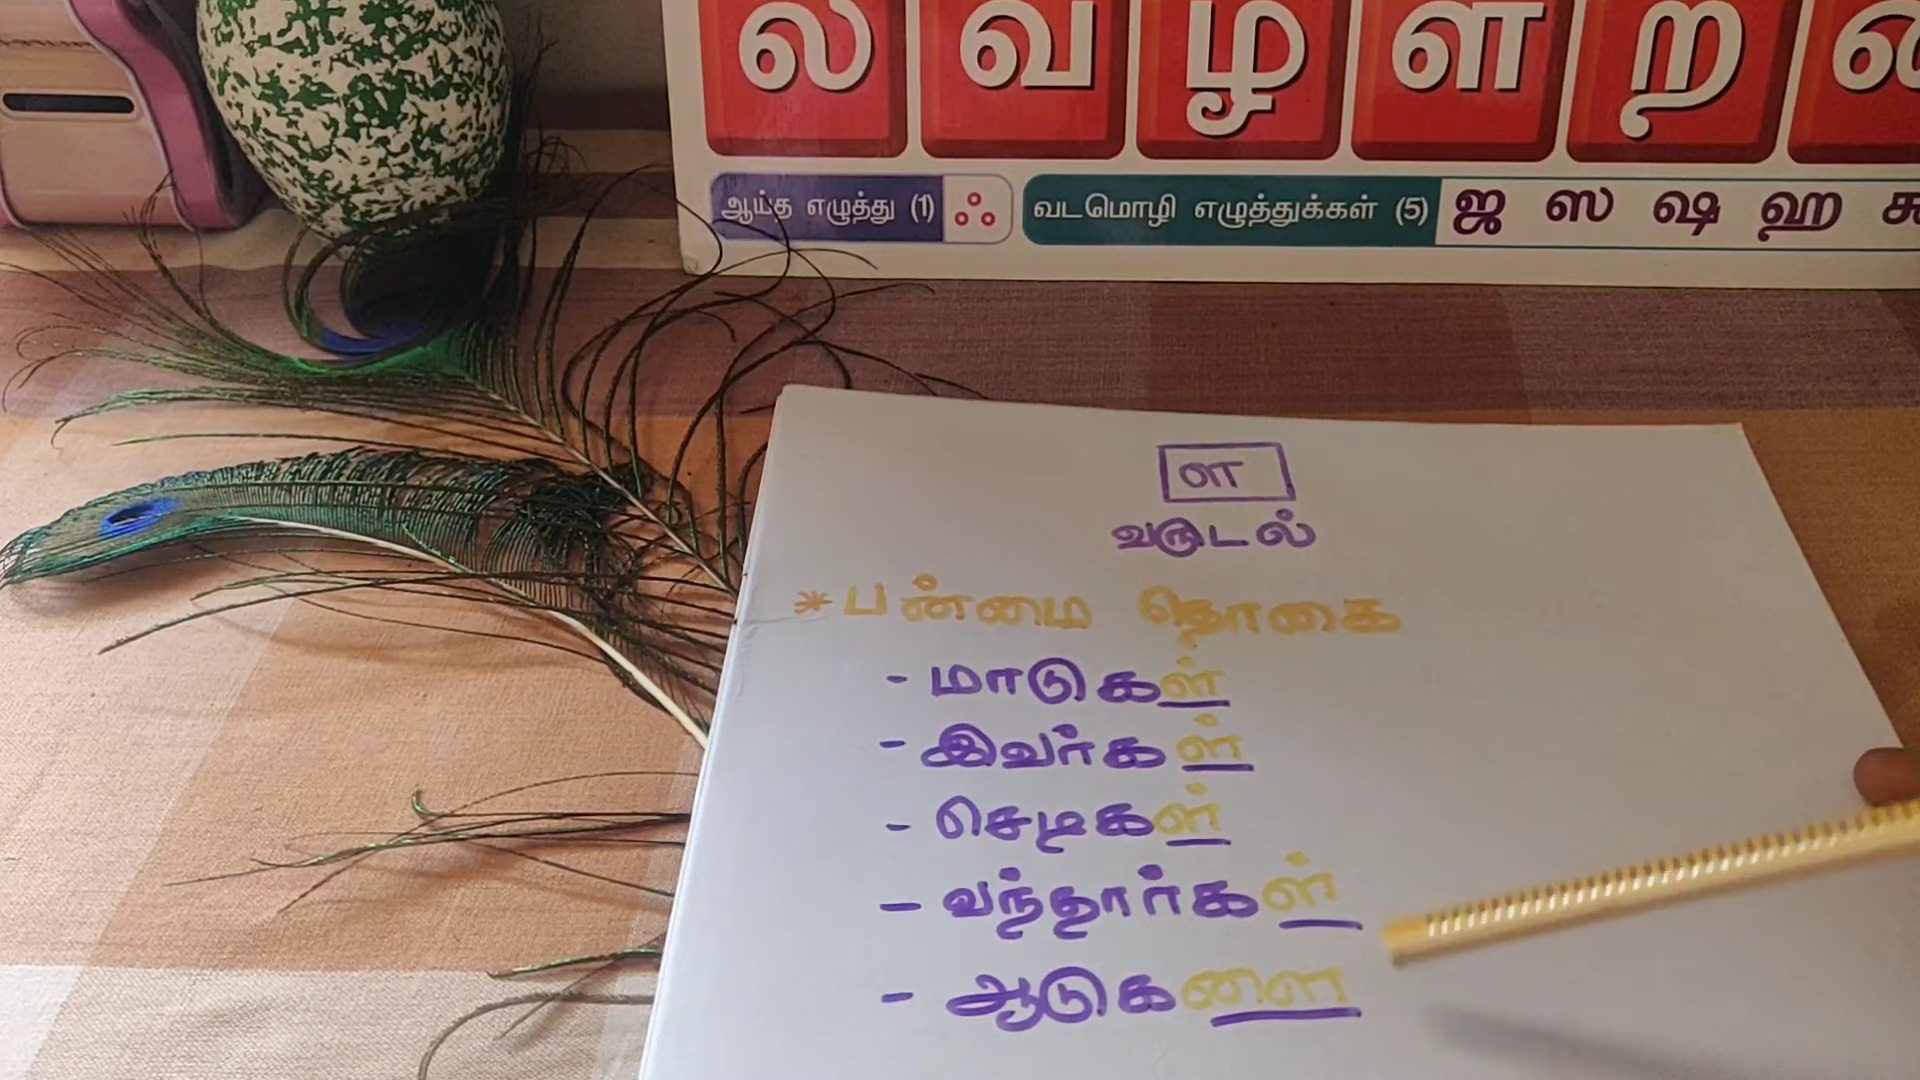 ல வ ழ ள ற
ஆய்த எழுத்து (1) ஃ வடமொழி எழுத்துக்கள் (5) ஜ ஸ ஷ ஹ
ள
வருடல்
*பன்மை தொகை
- மாடுகள்
- இவர்கள்
- செடிகள்
- வந்தார்கள்
- ஆடுகளை